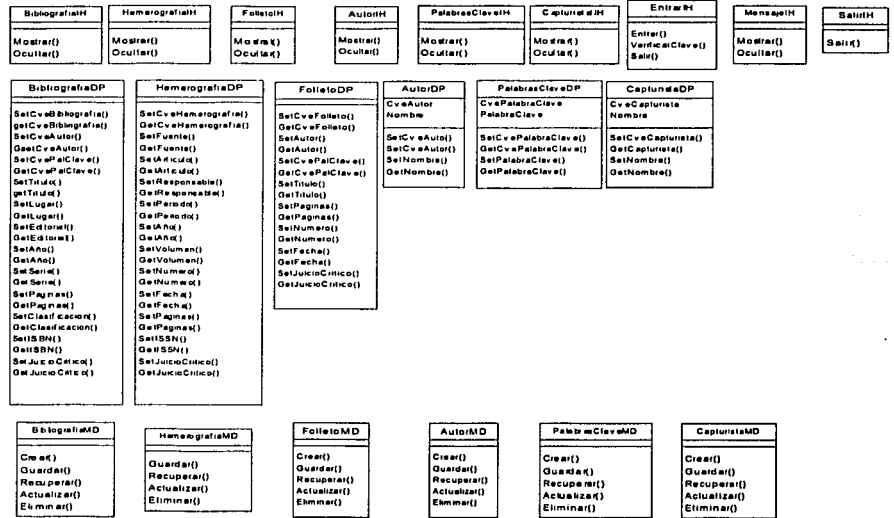 BibliografiaIH
Mostrar()
Ocultar()
HemerografiaIH
Mostrar()
Ocultar()
FolletoIH
Mostrar()
Ocultar()
AutorIH
Mostrar()
Ocultar()
PalabrasClaveIH
Mostrar()
Ocultar()
CapturistaIH
Mostrar()
Ocultar()
EntrarIH
Entrar()
VerificarClave()
Salir()
MensajeIH
Mostrar()
Ocultar()
SalirIH
Salir()
BibliografiaDP
SetCveBibliografia()
getCveBibliografia()
SetCveAutor()
GaetCveAutor()
SetCvePalClave()
GetCvePalClave()
SetTitulo()
getTitulo()
SetLugar()
GetLugar()
SetEditorial()
GetEditorial()
SetAño()
GetAño()
SetSerie()
GetSerie()
SetPaginas()
GetPaginas()
SetClasificacion()
GetClasificacion()
SetISBN()
GetISBN()
SetJuicioCritico()
GetJuicioCritico()
HemerografiaDP
SetCveHemerografia()
GetCveHemerografia()
SetFuente()
GetFuente()
SetArticulo()
GetArticulo()
SetResponsable()
GetResponsable()
SetPeriodo()
GetPeriodo()
SetAño()
GetAño()
SetVolumen()
GetVolumen()
SetNumero()
GetNumero()
SetFecha()
GetFecha()
SetPaginas()
GetPaginas()
SetISSN()
GetISSN()
SetJuicioCritico()
GetJuicioCritico()
FolletoDP
SetCveFolleto()
GetCveFolleto()
SetAutor()
GetAutor()
SetCvePalClave()
GetCvePalClave()
SetTitulo()
GetTitulo()
SetPaginas()
GetPaginas()
SetNumero()
GetNumero()
SetFecha()
GetFecha()
SetJuicioCritico()
GetJuicioCritico()
AutorDP
CveAutor
Nombre
SetCveAuto()
SetCveAutor()
SetNombre()
GetNombre()
PalabrasClaveDP
CvePalabraClave
PalabraClave
SetCvePalabraClave()
GetCvePalabraClave()
SetPalabraClave()
GetPalabraClave()
CapturistaDP
CveCapturista
Nombre
SetCveCapturista()
GetCapturista()
SetNombre()
GetNombre()
BibliografiaMD
Crear()
Guardar()
Recuperar()
Actualizar()
Eliminar()
HemerografiaMD
Guardar()
Recuperar()
Actualizar()
Eliminar()
FolletoMD
Crear()
Guardar()
Recuperar()
Actualizar()
Eliminar()
AutorMD
Crear()
Guardar()
Recuperar()
Actualizar()
Eliminar()
PalabrasClaveMD
Crear()
Guardar()
Recuperar()
Actualizar()
Eliminar()
CapturistaMD
Crear()
Guardar()
Recuperar()
Actualizar()
Eliminar()